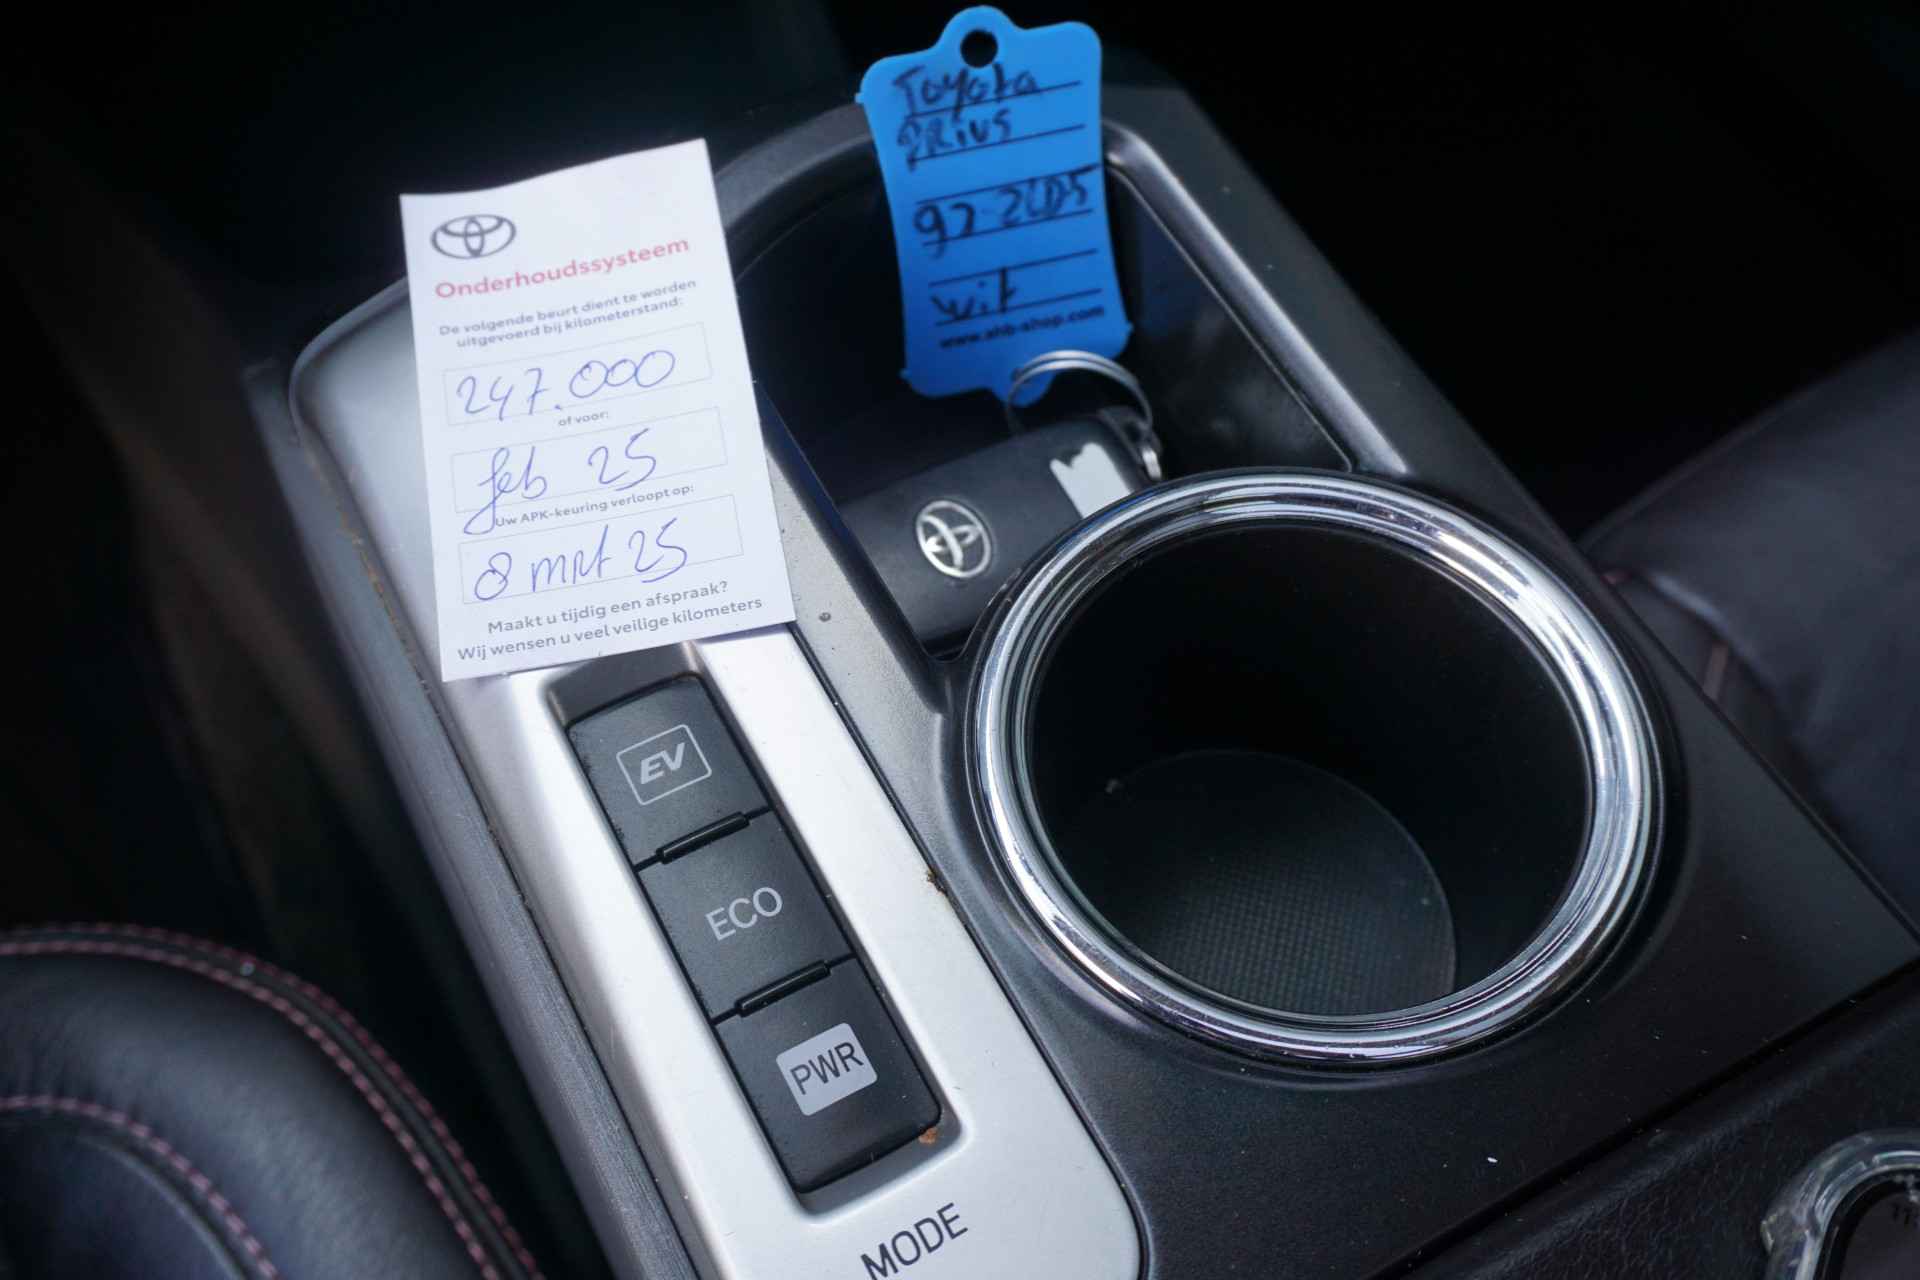 Toyota
PRius
wit
Onderhoudssysteem
De volgende beurt dient te worden
uitgevoerd bij kilometerstand:
247.000
of voor:
feb 25
Uw APK-keuring verloopt op:
8 mrt 25
Maakt u tijdig een afspraak?
Wij wensen u veel veilige kilometers
EV
ECO
PWR
MODE